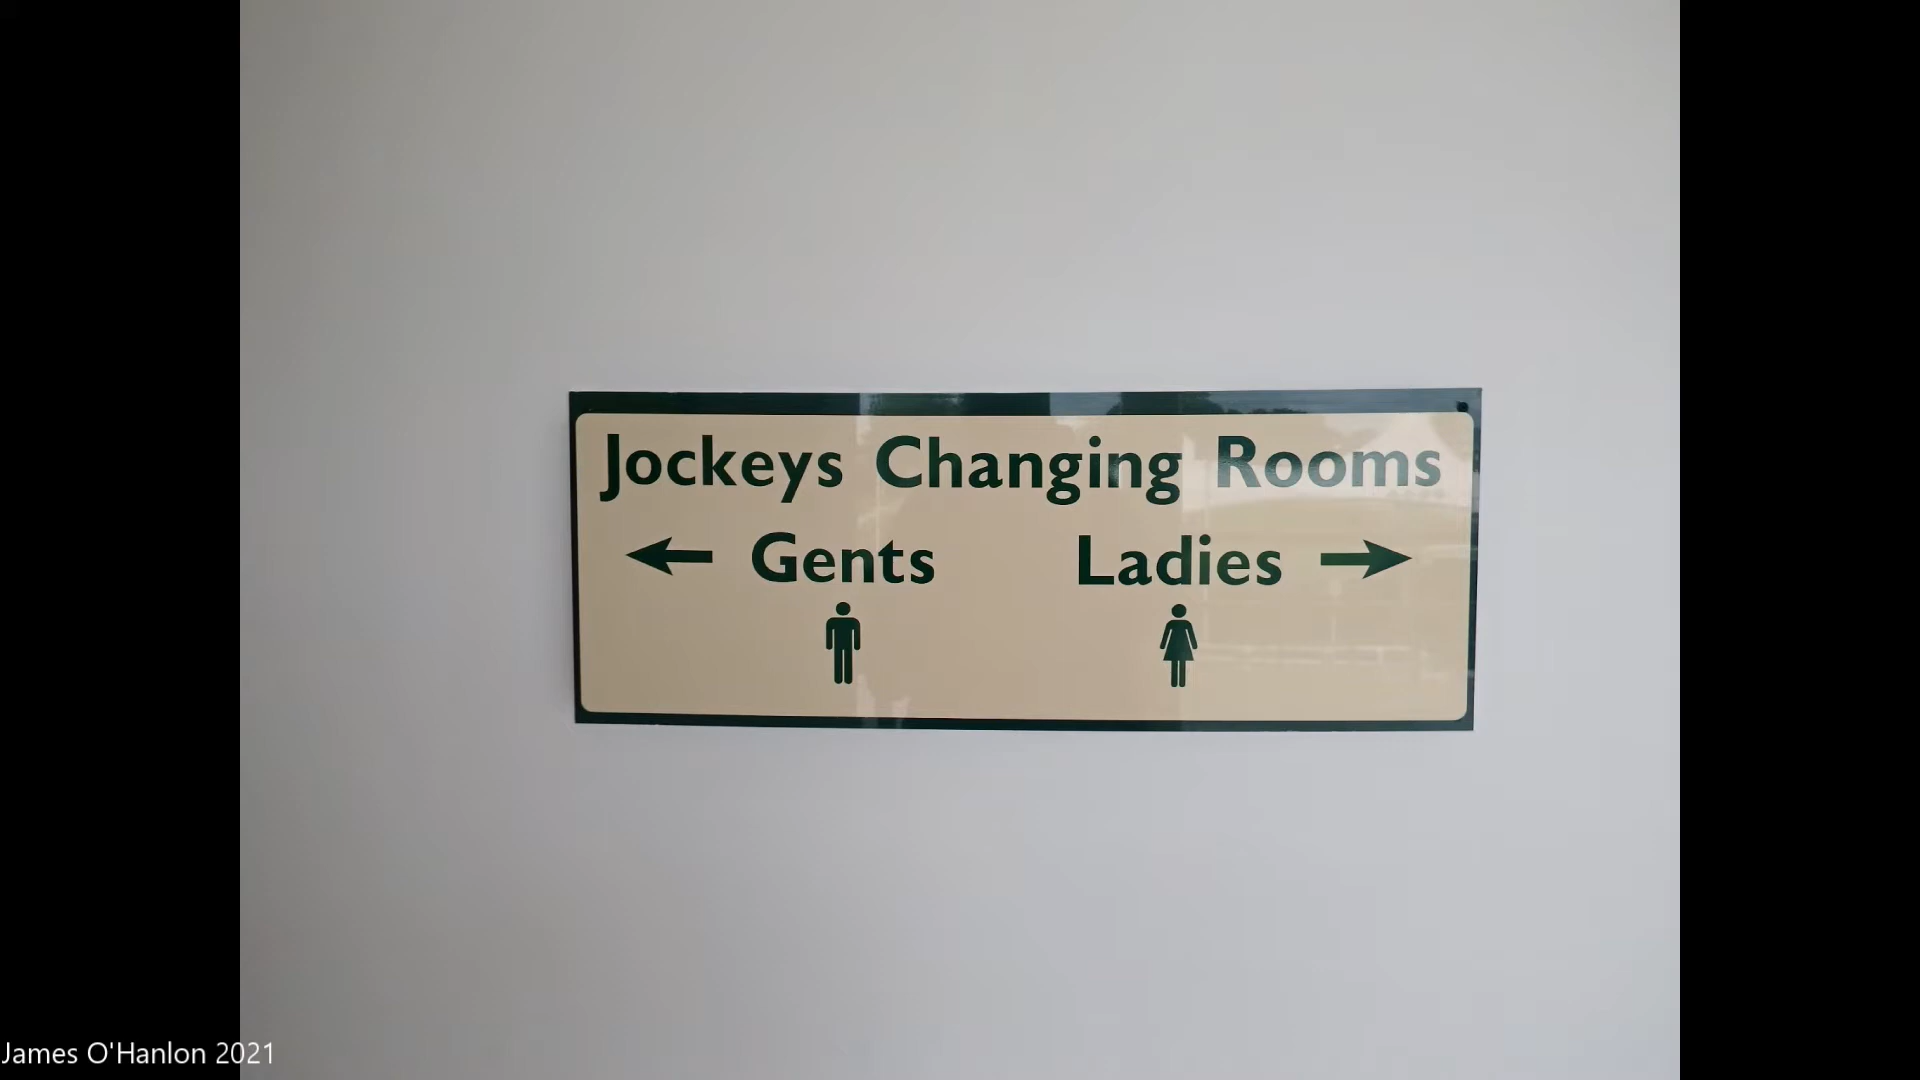 Jockeys Changing Rooms
← Gents Ladies →
James O'Hanlon 2021